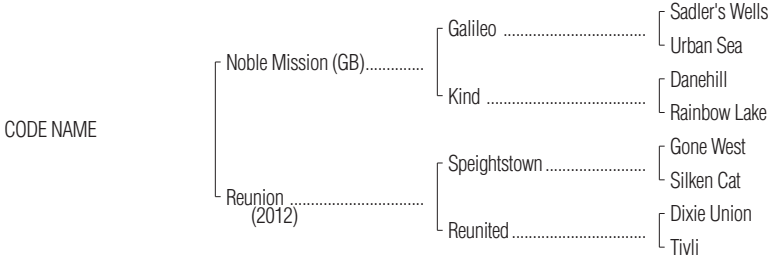 Sadler's Wells
Galileo ................................
Urban Sea
Noble Mission (GB).............
Danehill
Kind ....................................
Rainbow Lake
CODE NAME
Gone West
Speightstown ......................
Silken Cat
Reunion ..............................
(2012)
Dixie Union
Reunited..............................
Tivli